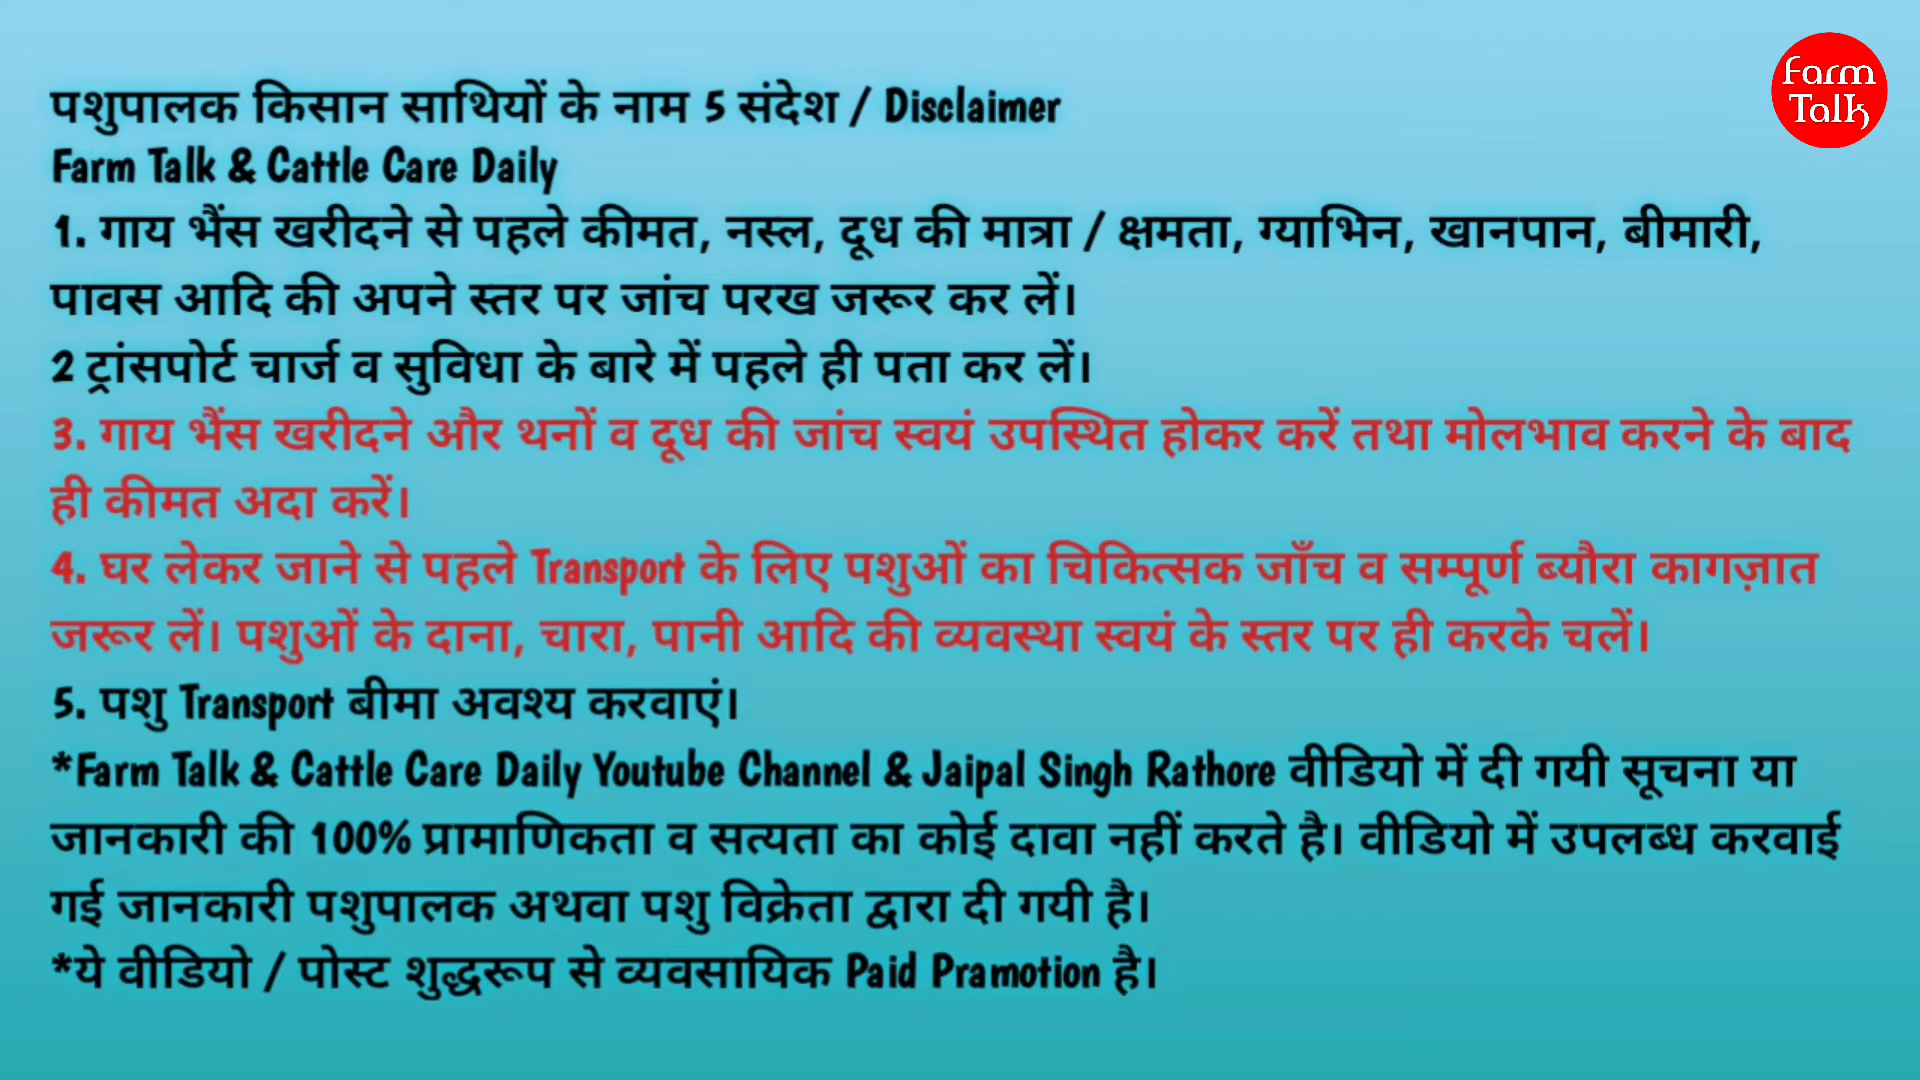 पशुपालक किसान साथियों के नाम 5 संदेश / Disclaimer
Farm Talk & Cattle Care Daily
1. गाय भैंस खरीदने से पहले कीमत, नस्ल, दूध की मात्रा / क्षमता, ग्याभिन, खानपान, बीमारी,
पावस आदि की अपने स्तर पर जांच परख जरूर कर लें।
2 ट्रांसपोर्ट चार्ज व सुविधा के बारे में पहले ही पता कर लें।
3. गाय भैंस खरीदने और थनों व दूध की जांच स्वयं उपस्थित होकर करें तथा मोलभाव करने के बाद
ही कीमत अदा करें।
4. घर लेकर जाने से पहले Transport के लिए पशुओं का चिकित्सक जाँच व सम्पूर्ण ब्यौरा कागज़ात
जरूर लें। पशुओं के दाना, चारा, पानी आदि की व्यवस्था स्वयं के स्तर पर ही करके चलें।
5. पशु Transport बीमा अवश्य करवाएं।
*Farm Talk & Cattle Care Daily Youtube Channel & Jaipal Singh Rathore वीडियो में दी गयी सूचना या
जानकारी की 100% प्रामाणिकता व सत्यता का कोई दावा नहीं करते है। वीडियो में उपलब्ध करवाई
गई जानकारी पशुपालक अथवा पशु विक्रेता द्वारा दी गयी है।
*ये वीडियो / पोस्ट शुद्धरूप से व्यवसायिक Paid Pramotion है।
Farm
Talk